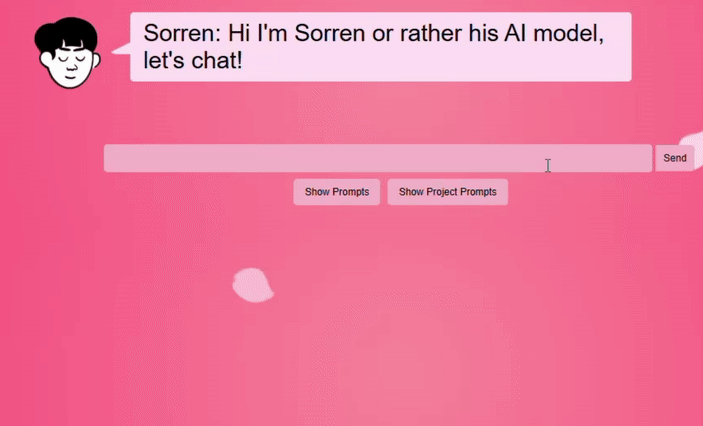 Sorren: Hi I'm Sorren or rather his AI model,
let's chat!
Send
Show Prompts
Show Project Prompts